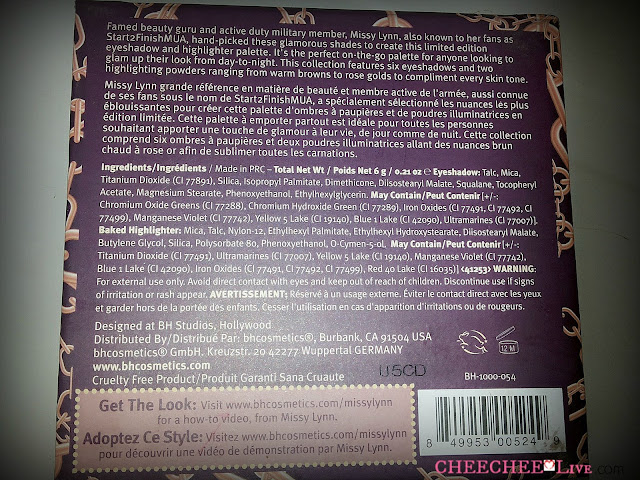 Famed beauty guru and active duty military member, Missy Lynn, also known to her fans as
Start2FinishMUA, hand-picked these glamorous shades to create this limited edition
eyeshadow and highlighter palette. It's the perfect on-the-go palette for anyone looking to
glam up their look from day-to-night. This collection features six eyeshadows and two
highlighting powders ranging from warm browns to rose golds to compliment every skin tone.
Missy Lynn grande référence en matière de beauté et membre active de l'armée, aussi connue
de ses fans sous le nom de Start2FinishMUA, a spécialement sélectionné les nuances les plus
éblouissantes pour créer cette palette d'ombres à paupières et de poudres illuminatrices en
édition limitée. Cette palette à emporter partout est idéale pour toutes les personnes
souhaitant apporter une touche de glamour à leur vie, de jour comme de nuit. Cette collection
comprend six ombres à paupières et deux poudres illuminatrices allant des nuances brun
chaud à rose or afin de sublimer toutes les carnations.
Ingredients/Ingrédients / Made in PRC – Total Net Wt / Poids Net 6 g / 0.21 oz e Eyeshadow: Talc, Mica,
Titanium Dioxide (CI 77891), Silica, Isopropyl Palmitate, Dimethicone, Diisostearyl Malate, Squalane, Tocopheryl
Acetate, Magnesium Stearate, Phenoxyethanol, Ethylhexylglycerin. May Contain/Peut Contenir [+/-:
Chromium Oxide Greens (CI 77288), Chromium Hydroxide Green (CI 77289), Iron Oxides (CI 77491, CI 77492, CI
77499), Manganese Violet (CI 77742), Yellow 5 Lake (CI 19140), Blue 1 Lake (CI 42090), Ultramarines (CI 77007)].
Baked Highlighter: Mica, Talc, Nylon-12, Ethylhexyl Palmitate, Ethylhexyl Hydroxystearate, Diisostearyl Malate,
Butylene Glycol, Silica, Polysorbate 80, Phenoxyethanol, O-Cymen-5-ol. May Contain/Peut Contenir [+/-:
Titanium Dioxide (CI 77491), Ultramarines (CI 77007), Yellow 5 Lake (CI 19140), Manganese Violet (CI 77742),
Blue 1 Lake (CI 42090), Iron Oxides (CI 77491, CI 77492, CI 77499), Red 40 Lake (CI 16035)] <41253> WARNING:
For external use only. Avoid direct contact with eyes and keep out of reach of children. Discontinue use if signs
of irritation or rash appear. AVERTISSEMENT: Réservé à un usage externe. Éviter le contact direct avec les yeux
et garder hors de la portée des enfants. Cesser l'utilisation en cas d'apparition d'irritations ou de rougeurs.
Designed at BH Studios, Hollywood
Distributed By/Distribué Par: bhcosmetics®, Burbank, CA 91504 USA
bhcosmetics® GmbH. Kreuzstr. 20 42277 Wuppertal GERMANY
www.bhcosmetics.com
Cruelty Free Product/Produit Garanti Sana Cruaute
U5CD
12 M
BH-1000-054
Get The Look: Visit www.bhcosmetics.com/missylynn
for a how-to video, from Missy Lynn.
Adoptez Ce Style: Visitez www.bhcosmetics.com/missylynn
pour découvrir une vidéo de démonstration par Missy Lynn.
8 49953 00524 9
CHEECHEELIVE.com